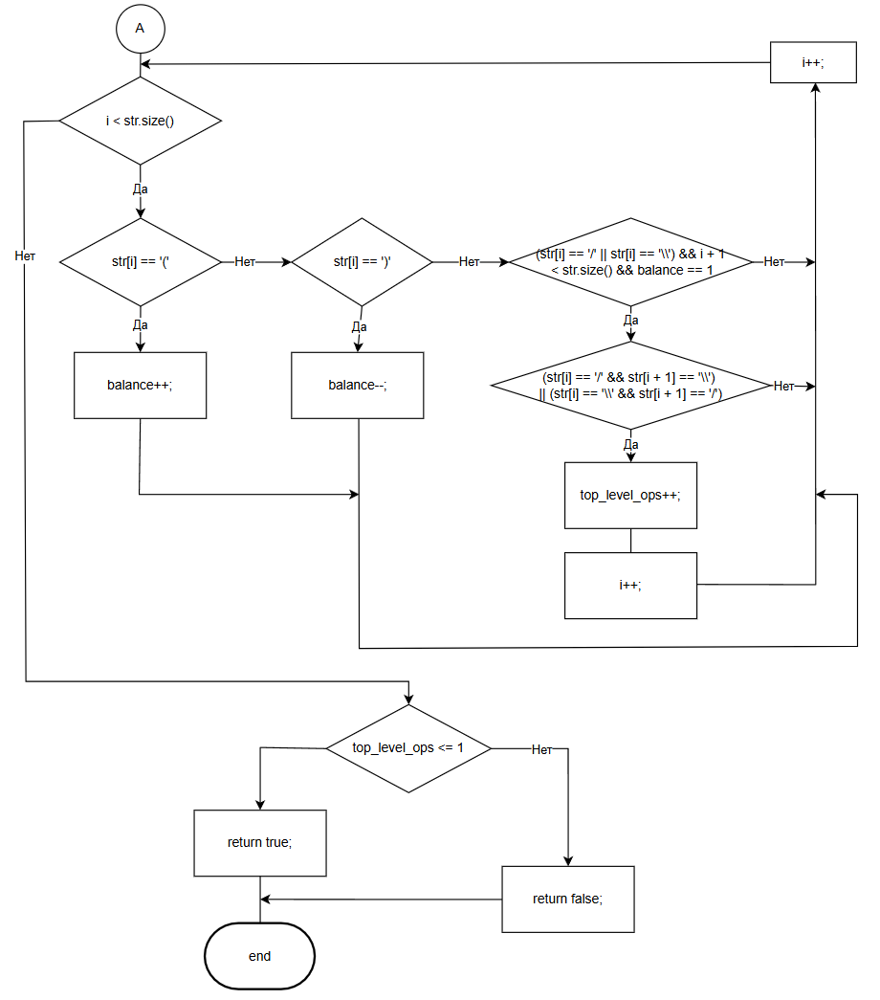 A
i++;
i < str.size()
Да
Нет
str[i] == '('
Нет
str[i] == ')'
Нет
(str[i] == '/' || str[i] == '\\') && i + 1
< str.size() && balance == 1
Нет
Да
Да
Да
balance++;
balance--;
(str[i] == '/' && str[i + 1] == '\\')
|| (str[i] == '\\' && str[i + 1] == '/')
Нет
Да
top_level_ops++;
i++;
top_level_ops <= 1
Нет
return true;
return false;
end